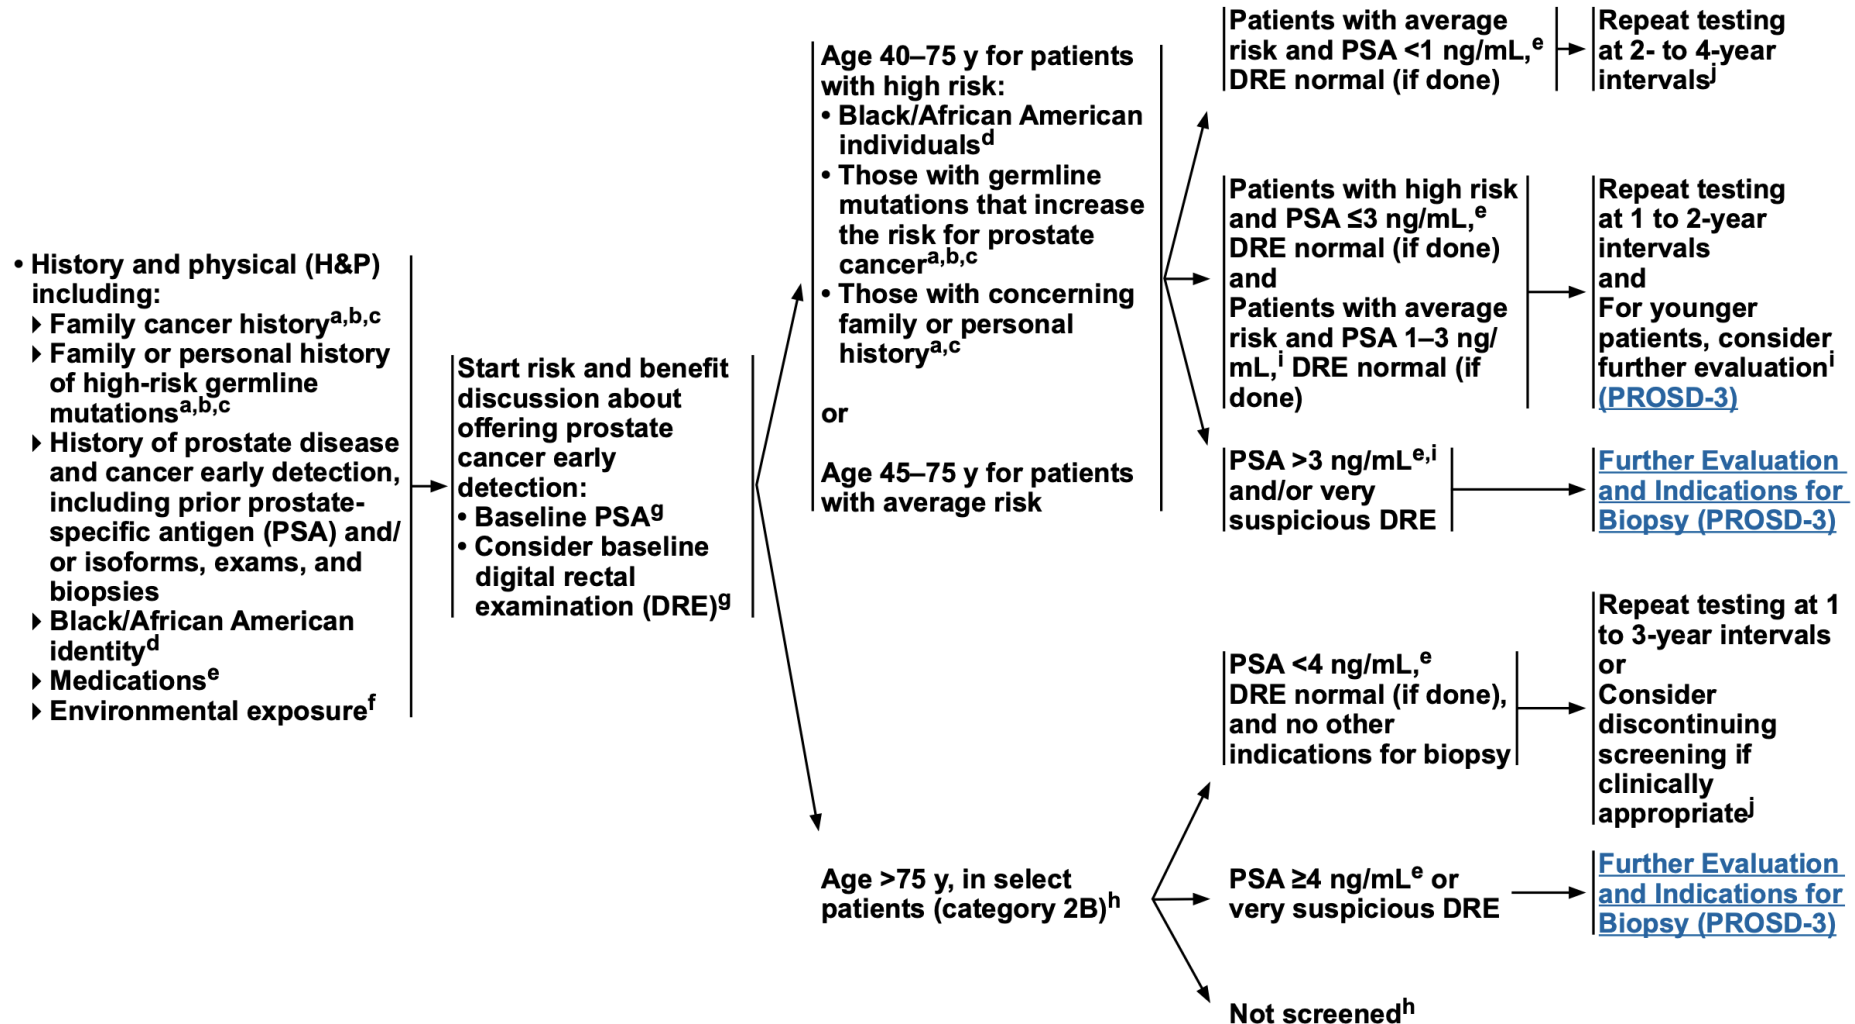 • History and physical (H&P)
including:
Family cancer historya,b,c
Family or personal history
of high-risk germline
mutationsa,b,c
History of prostate disease
and cancer early detection,
including prior prostate-
specific antigen (PSA) and/
or isoforms, exams, and
biopsies
Black/African American
identityd
Medicationse
Environmental exposuref
Start risk and benefit
discussion about
offering prostate
cancer early
detection:
• Baseline PSAg
• Consider baseline
digital rectal
examination (DRE)g
Age 40–75 y for patients
with high risk:
• Black/African American
individualsd
• Those with germline
mutations that increase
the risk for prostate
cancera,b,c
• Those with concerning
family or personal
historya,c
or
Age 45–75 y for patients
with average risk
Patients with average
risk and PSA <1 ng/mL,e
DRE normal (if done)
Repeat testing
at 2- to 4-year
intervalsj
Patients with high risk
and PSA ≤3 ng/mL,e
DRE normal (if done)
and
Patients with average
risk and PSA 1–3 ng/
mL,i DRE normal (if
done)
Repeat testing
at 1 to 2-year
intervals
and
For younger
patients, consider
further evaluationi
(PROSD-3)
PSA >3 ng/mLe,i
and/or very
suspicious DRE
Further Evaluation
and Indications for
Biopsy (PROSD-3)
Age >75 y, in select
patients (category 2B)h
PSA <4 ng/mL,e
DRE normal (if done),
and no other
indications for biopsy
Repeat testing at 1
to 3-year intervals
or
Consider
discontinuing
screening if
clinically
appropriatej
PSA ≥4 ng/mLe or
very suspicious DRE
Further Evaluation
and Indications for
Biopsy (PROSD-3)
Not screenedh